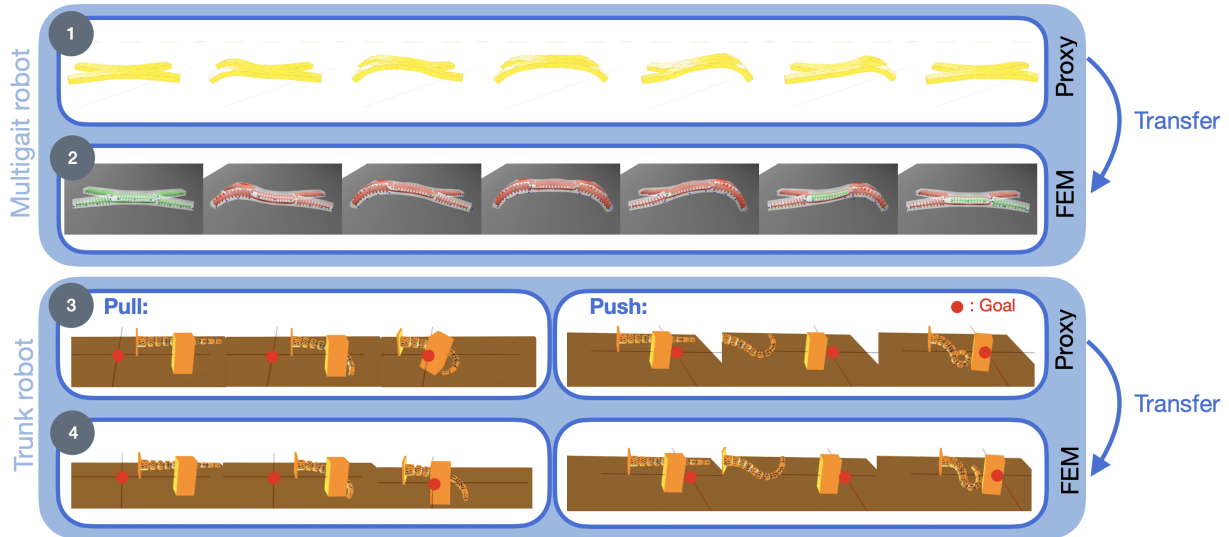 Multigait robot
1
Proxy
Transfer
2
FEM
Trunk robot
3
Pull:
Push:
: Goal
Proxy
Transfer
4
FEM